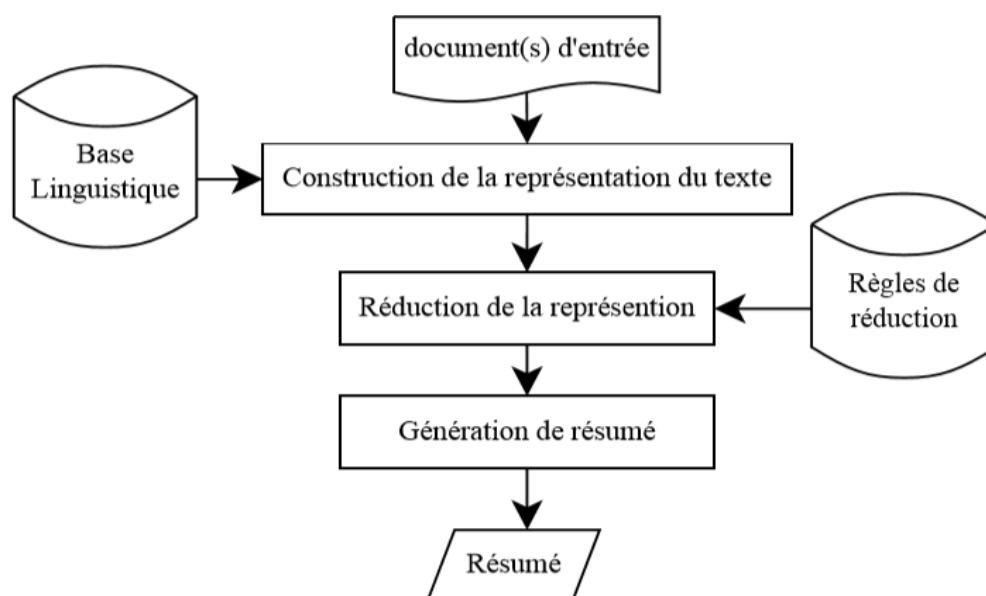 document(s) d'entrée
Base
Linguistique
Construction de la représentation du texte
Règles de
réduction
Réduction de la représention
Génération de résumé
Résumé